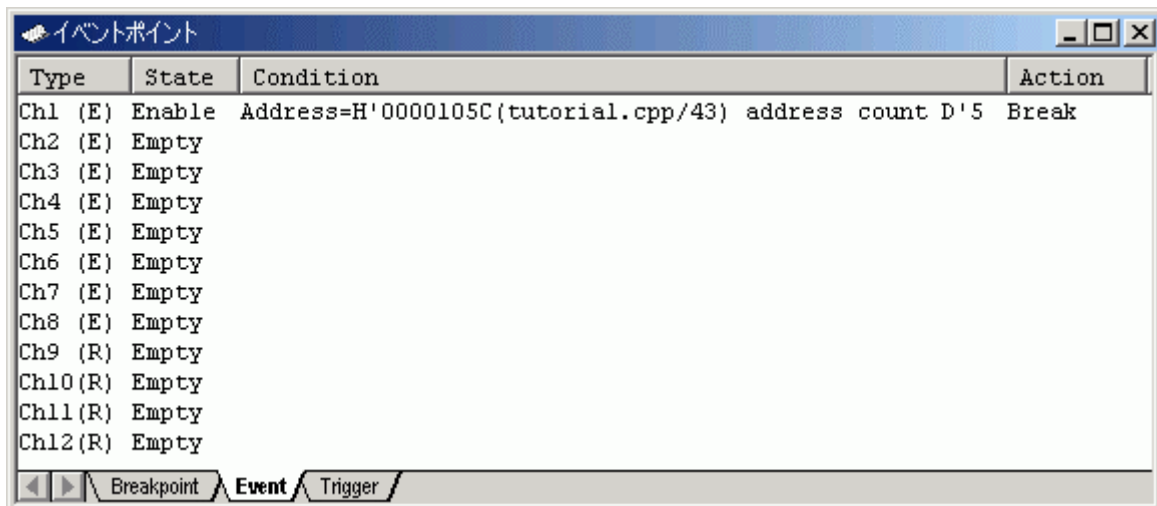 イベントポイント
Type State Condition Action
Ch1 (E) Enable Address=H'0000105C(tutorial.cpp/43) address count D'5 Break
Ch2 (E) Empty
Ch3 (E) Empty
Ch4 (E) Empty
Ch5 (E) Empty
Ch6 (E) Empty
Ch7 (E) Empty
Ch8 (E) Empty
Ch9 (R) Empty
Ch10(R) Empty
Ch11(R) Empty
Ch12(R) Empty
Breakpoint Event Trigger